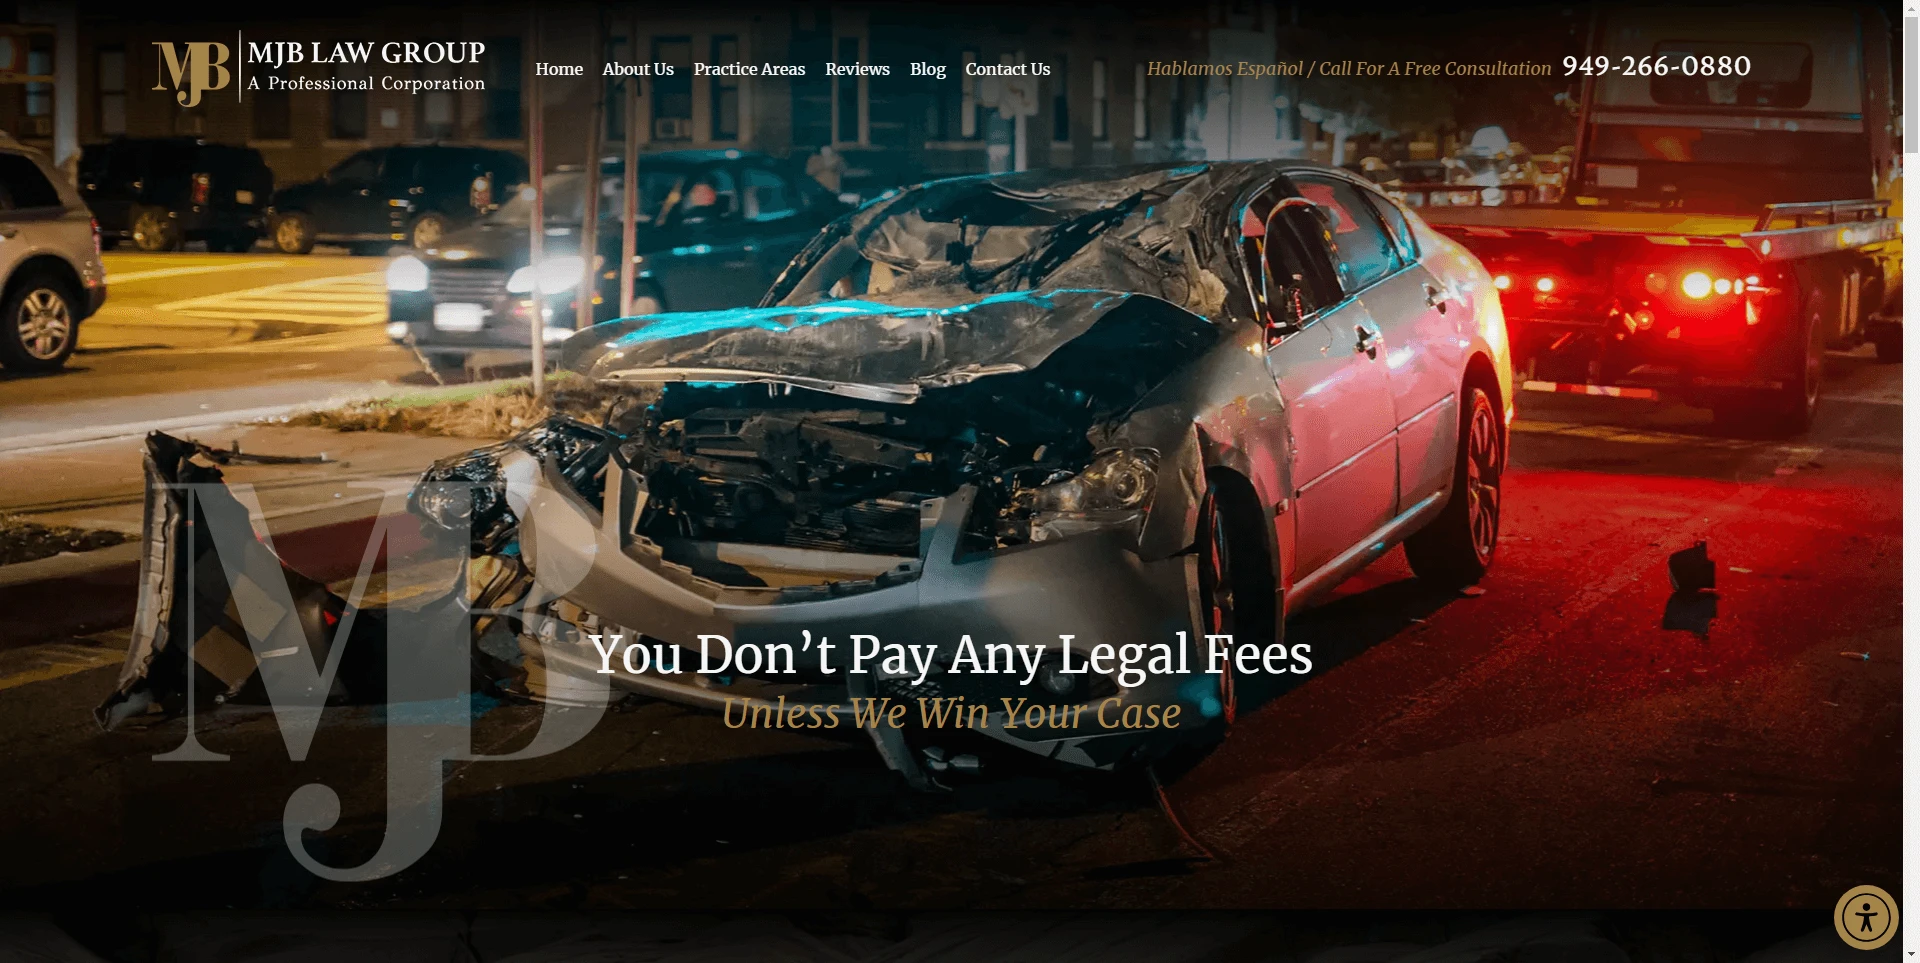 MJB
MJB LAW GROUP
A Professional Corporation
Home About Us Practice Areas Reviews Blog Contact Us
Hablamos Español / Call For A Free Consultation 949-266-0880
MJB
You Don’t Pay Any Legal Fees
Unless We Win Your Case